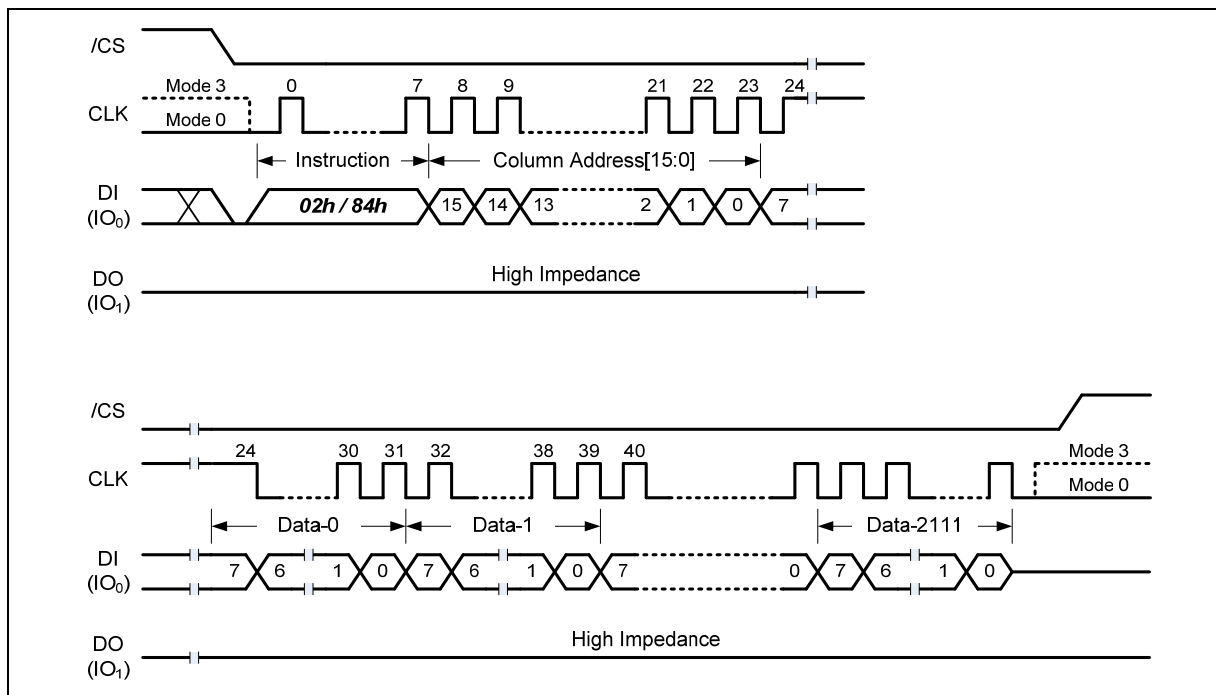 /CS
Mode 3 0 7 8 9 21 22 23 24
CLK
Mode 0
Instruction Column Address[15:0]
DI
(IO0)
02h / 84h 15 14 13 2 1 0 7
High Impedance
DO
(IO1)
/CS
24 30 31 32 38 39 40 Mode 3
CLK
Mode 0
Data-0 Data-1 Data-2111
DI
(IO0)
7 6 1 0 7 6 1 0 7 0 7 6 1 0
High Impedance
DO
(IO1)